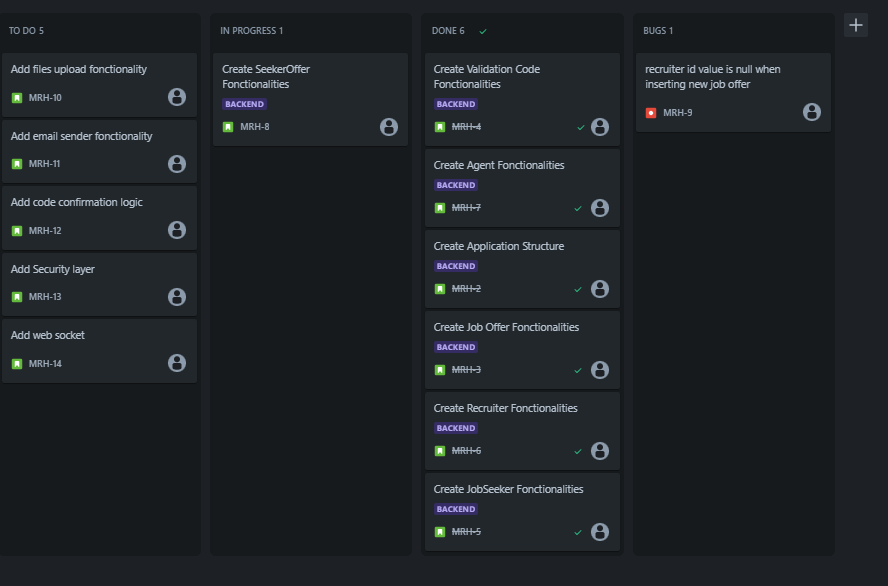 TO DO 5
Add files upload fonctionality
MRH-10
Add email sender fonctionality
MRH-11
Add code confirmation logic
MRH-12
Add Security layer
MRH-13
Add web socket
MRH-14
IN PROGRESS 1
Create SeekerOffer
Fonctionalities
BACKEND
MRH-8
DONE 6
Create Validation Code
Fonctionalities
BACKEND
MRH-4
Create Agent Fonctionalities
BACKEND
MRH-7
Create Application Structure
BACKEND
MRH-2
Create Job Offer Fonctionalities
BACKEND
MRH-3
Create Recruiter Fonctionalities
BACKEND
MRH-6
Create JobSeeker Fonctionalities
BACKEND
MRH-5
BUGS 1
recruiter id value is null when
inserting new job offer
MRH-9